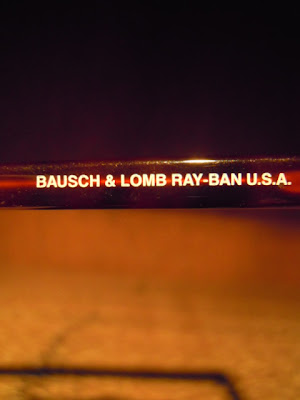 BAUSCH & LOMB RAY-BAN U.S.A.